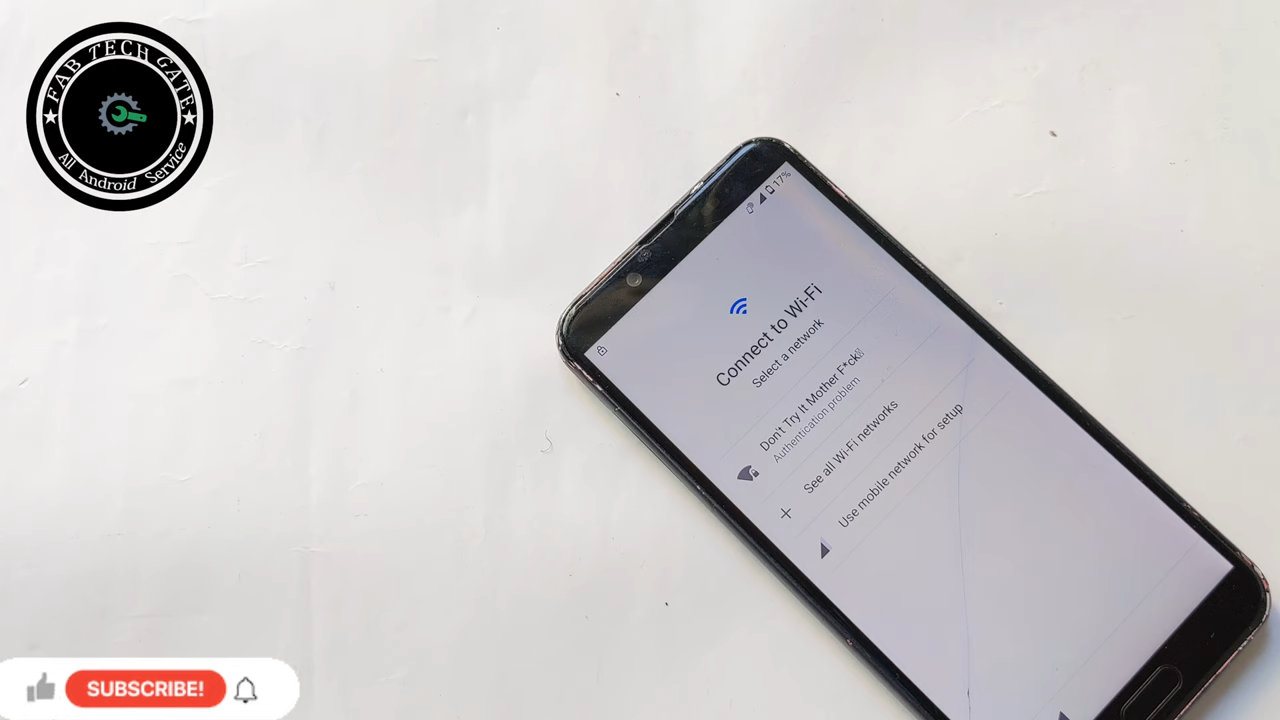 FAB TECH GATE
All Android Service
17%
Connect to Wi-Fi
Select a network
Don't Try It Mother F*ck
Authentication problem
See all Wi-Fi networks
Use mobile network for setup
SUBSCRIBE!